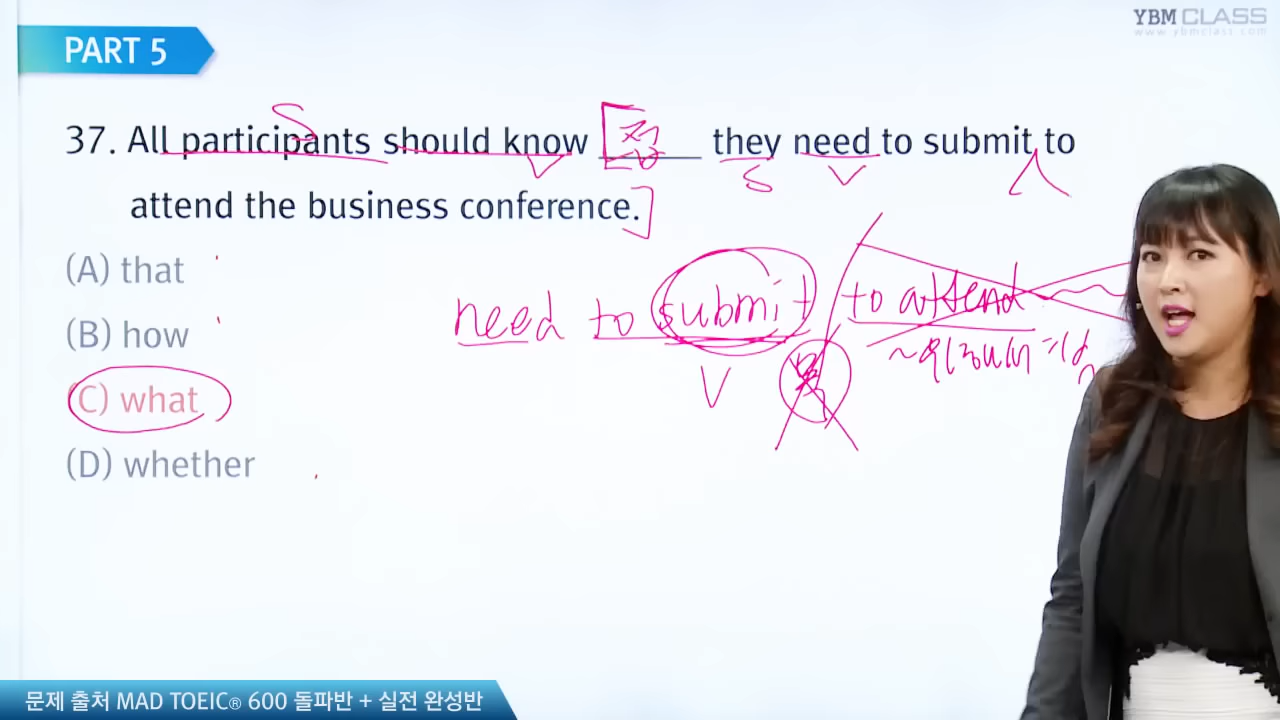 YBM CLASS
www.ybmclass.com
PART 5
37. All participants should know ______ they need to submit to
attend the business conference.
(A) that
(B) how
(C) what
(D) whether
S
V
접
S
V
need to submit to attend
V
목
문제 출처 MAD TOEIC® 600 돌파반 + 실전 완성반